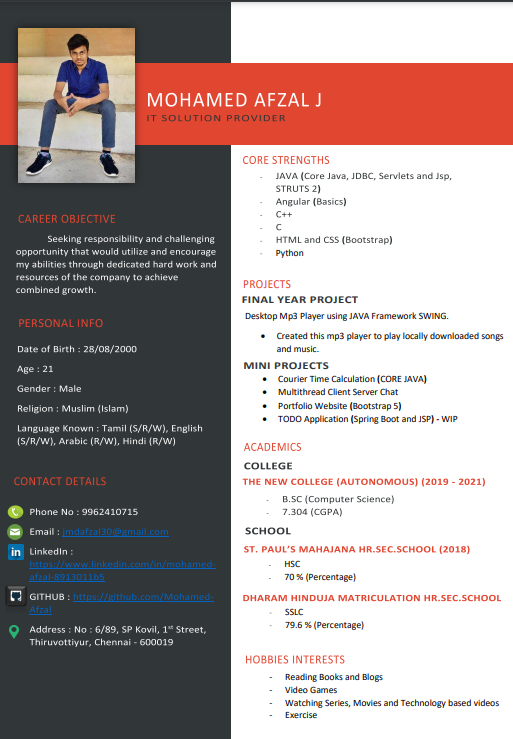 MOHAMED AFZAL J
IT SOLUTION PROVIDER
CAREER OBJECTIVE
Seeking responsibility and challenging
opportunity that would utilize and encourage
my abilities through dedicated hard work and
resources of the company to achieve
combined growth.
PERSONAL INFO
Date of Birth : 28/08/2000
Age : 21
Gender : Male
Religion : Muslim (Islam)
Language Known : Tamil (S/R/W), English
(S/R/W), Arabic (R/W), Hindi (R/W)
CONTACT DETAILS
Phone No : 9962410715
Email : jmdafzal30@gmail.com
in LinkedIn :
https://www.linkedin.com/in/mohamed-
afzal-8913011b5
GITHUB : https://github.com/Mohamed-
Afzal
Address : No : 6/89, SP Kovil, 1st Street,
Thiruvottiyur, Chennai - 600019
CORE STRENGTHS
- JAVA (Core Java, JDBC, Servlets and Jsp,
STRUTS 2)
- Angular (Basics)
- C++
- C
- HTML and CSS (Bootstrap)
- Python
PROJECTS
FINAL YEAR PROJECT
Desktop Mp3 Player using JAVA Framework SWING.
• Created this mp3 player to play locally downloaded songs
and music.
MINI PROJECTS
• Courier Time Calculation (CORE JAVA)
• Multithread Client Server Chat
• Portfolio Website (Bootstrap 5)
• TODO Application (Spring Boot and JSP) - WIP
ACADEMICS
COLLEGE
THE NEW COLLEGE (AUTONOMOUS) (2019 - 2021)
- B.SC (Computer Science)
- 7.304 (CGPA)
SCHOOL
ST. PAUL'S MAHAJANA HR.SEC.SCHOOL (2018)
- HSC
- 70 % (Percentage)
DHARAM HINDUJA MATRICULATION HR.SEC.SCHOOL
- SSLC
- 79.6 % (Percentage)
HOBBIES INTERESTS
- Reading Books and Blogs
- Video Games
- Watching Series, Movies and Technology based videos
- Exercise